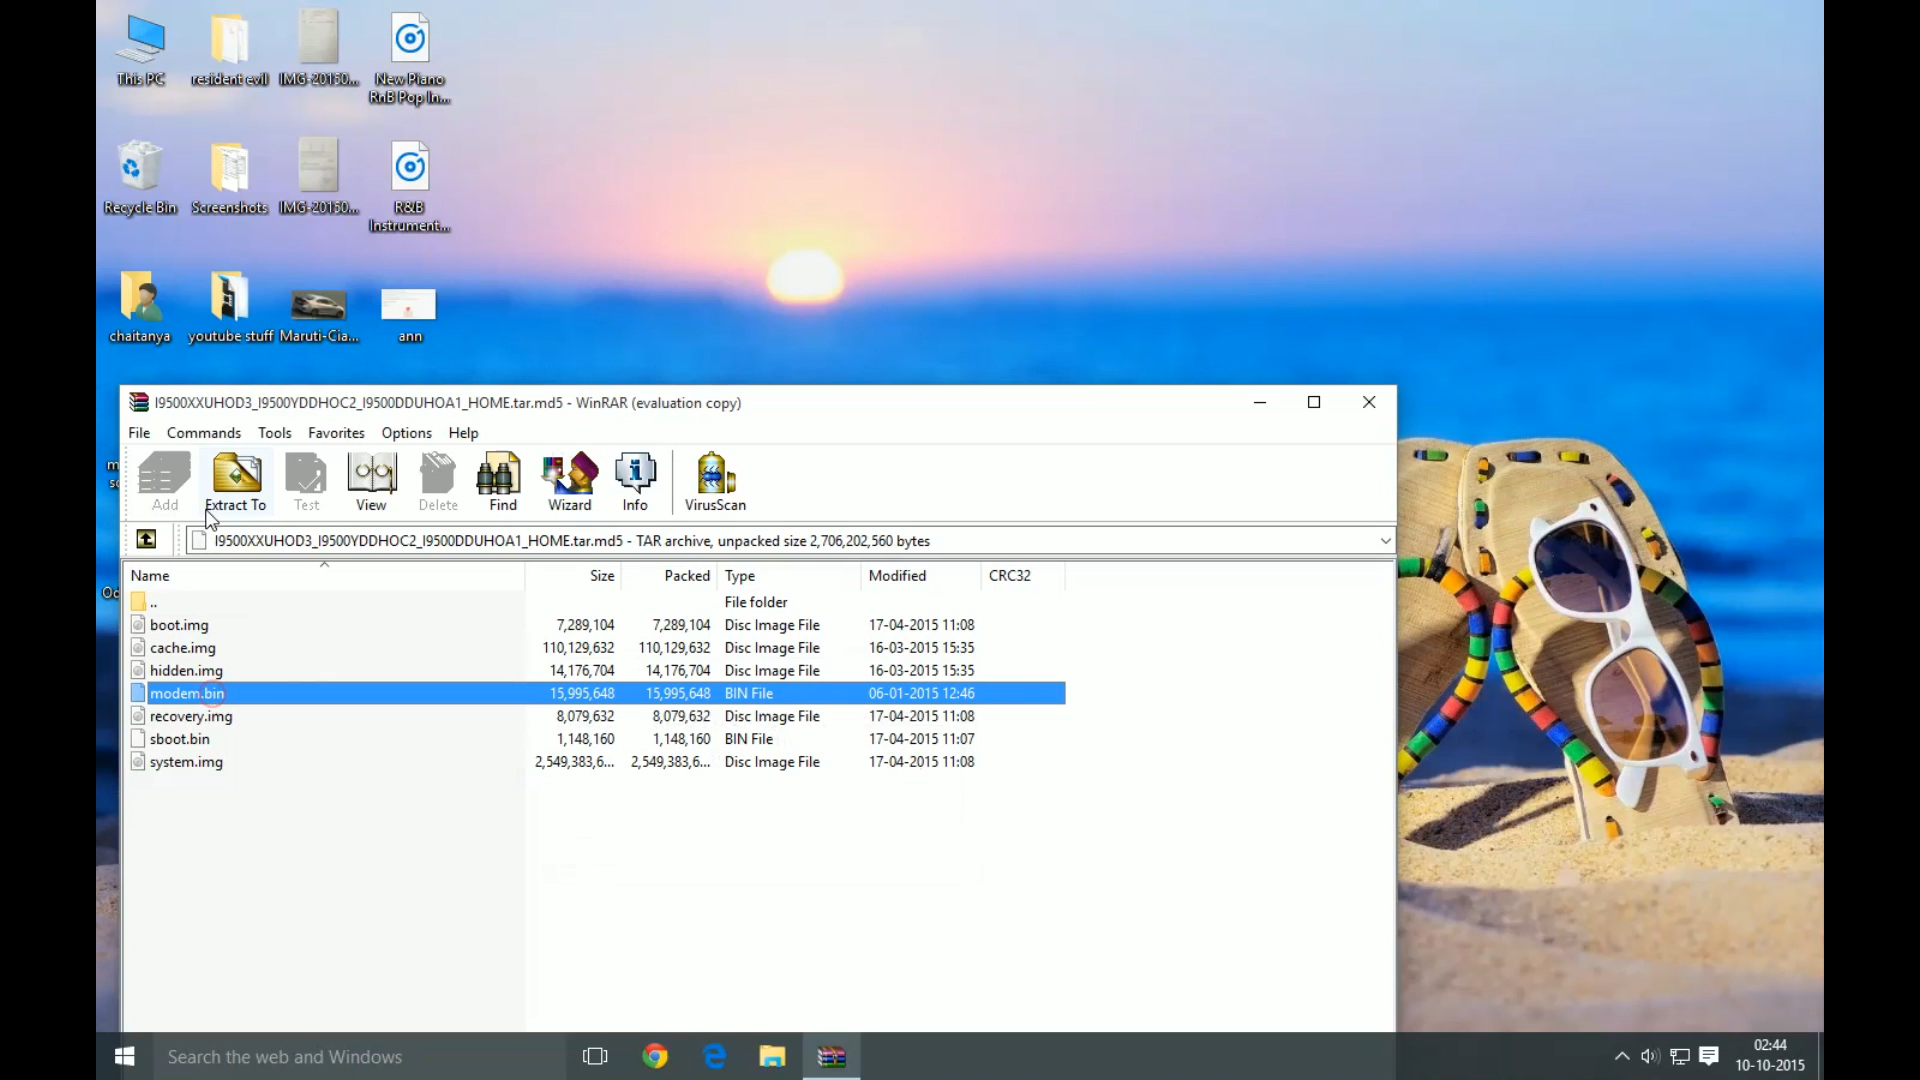 This PC
resident evil
IMG-20150...
New Piano
RnB Pop In...
Recycle Bin
Screenshots
IMG-20150...
R&B
Instrument...
chaitanya
youtube stuff
Maruti-Cia...
ann
I9500XXUHOD3_I9500YDDHOC2_I9500DDUHOA1_HOME.tar.md5 - WinRAR (evaluation copy)
File Commands Tools Favorites Options Help
Add Extract To Test View Delete Find Wizard Info VirusScan
I9500XXUHOD3_I9500YDDHOC2_I9500DDUHOA1_HOME.tar.md5 - TAR archive, unpacked size 2,706,202,560 bytes
Name Size Packed Type Modified CRC32
.. File folder
boot.img 7,289,104 7,289,104 Disc Image File 17-04-2015 11:08
cache.img 110,129,632 110,129,632 Disc Image File 16-03-2015 15:35
hidden.img 14,176,704 14,176,704 Disc Image File 16-03-2015 15:35
modem.bin 15,995,648 15,995,648 BIN File 06-01-2015 12:46
recovery.img 8,079,632 8,079,632 Disc Image File 17-04-2015 11:08
sboot.bin 1,148,160 1,148,160 BIN File 17-04-2015 11:07
system.img 2,549,383,6... 2,549,383,6... Disc Image File 17-04-2015 11:08
Search the web and Windows
02:44
10-10-2015